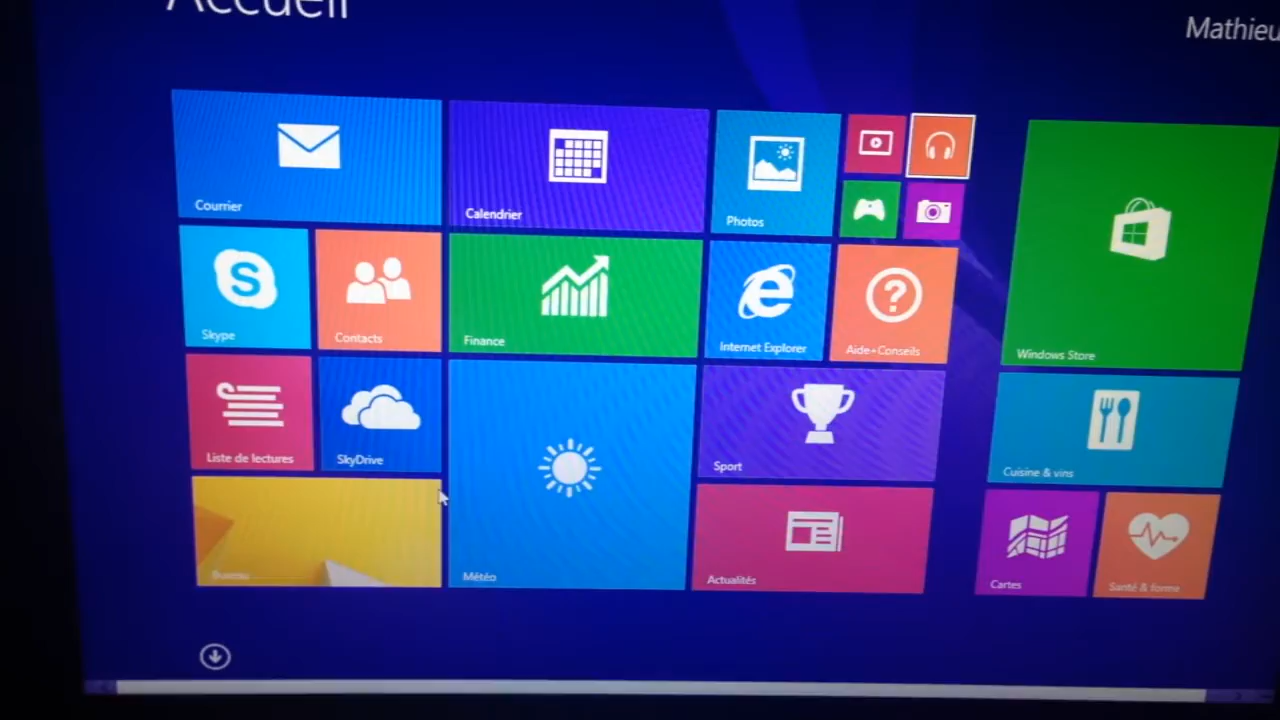 Accueil
Mathieu
Courrier
Calendrier
Photos
Skype
Contacts
Finance
Internet Explorer
Aide+Conseils
Windows Store
Liste de lectures
SkyDrive
Météo
Sport
Cuisine & vins
Bureau
Actualités
Cartes
Santé & forme